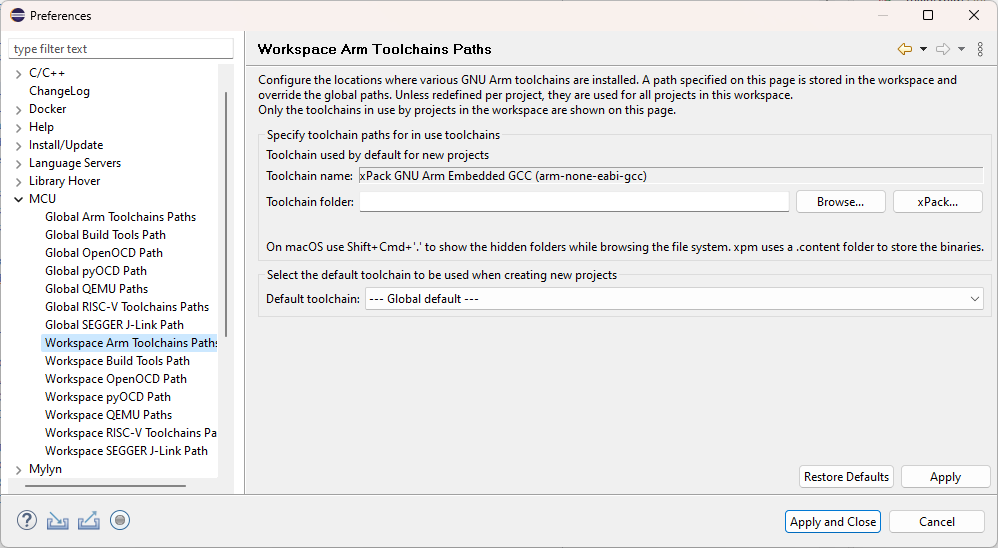 Preferences
type filter text
C/C++
ChangeLog
Docker
Help
Install/Update
Language Servers
Library Hover
MCU
Global Arm Toolchains Paths
Global Build Tools Path
Global OpenOCD Path
Global pyOCD Path
Global QEMU Paths
Global RISC-V Toolchains Paths
Global SEGGER J-Link Path
Workspace Arm Toolchains Paths
Workspace Build Tools Path
Workspace OpenOCD Path
Workspace pyOCD Path
Workspace QEMU Paths
Workspace RISC-V Toolchains Pa
Workspace SEGGER J-Link Path
Mylyn
Workspace Arm Toolchains Paths
Configure the locations where various GNU Arm toolchains are installed. A path specified on this page is stored in the workspace and
override the global paths. Unless redefined per project, they are used for all projects in this workspace.
Only the toolchains in use by projects in the workspace are shown on this page.
Specify toolchain paths for in use toolchains
Toolchain used by default for new projects
Toolchain name: xPack GNU Arm Embedded GCC (arm-none-eabi-gcc)
Toolchain folder: Browse... xPack...
On macOS use Shift+Cmd+'.' to show the hidden folders while browsing the file system. xpm uses a .content folder to store the binaries.
Select the default toolchain to be used when creating new projects
Default toolchain: --- Global default ---
Restore Defaults Apply
Apply and Close Cancel